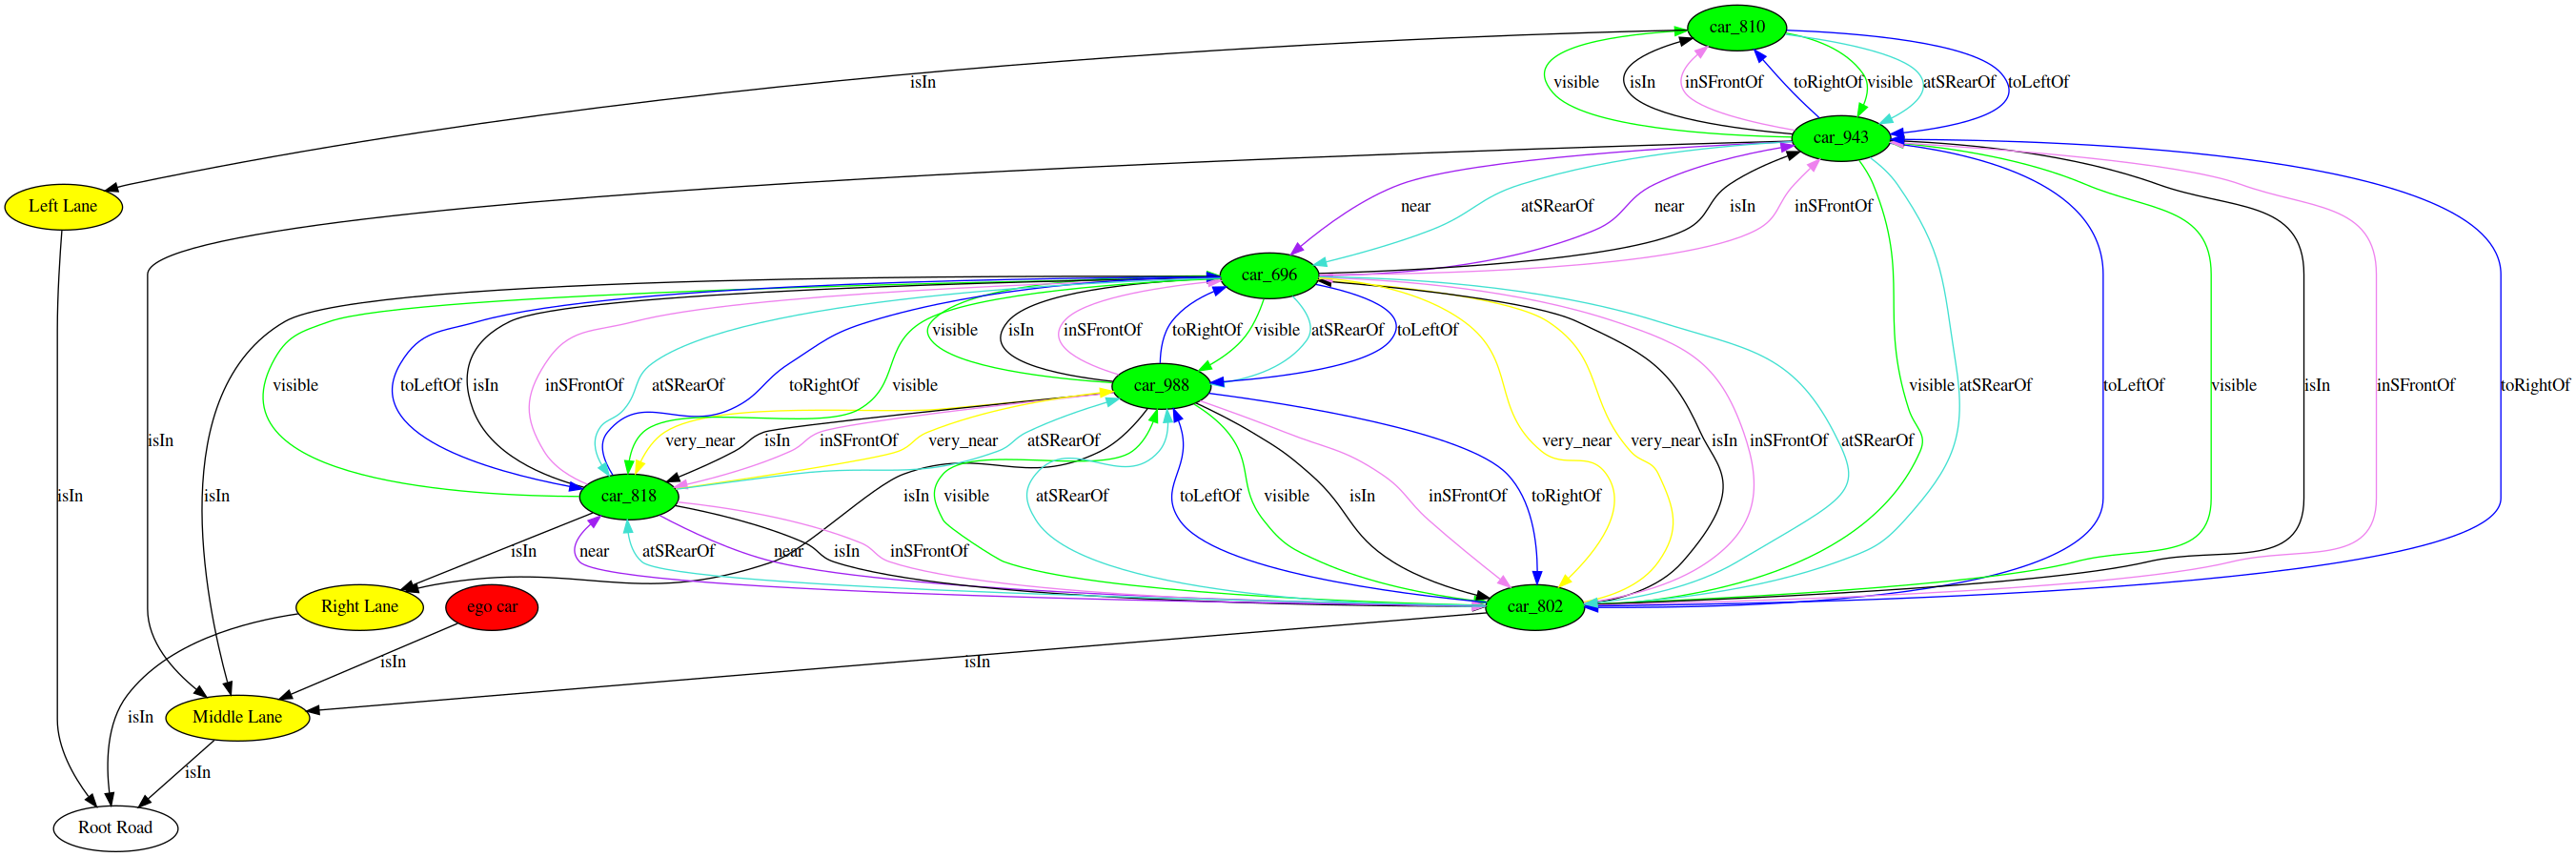 car_810
isIn
visible isIn inSFrontOf toRightOf visible atSRearOf toLeftOf
car_943
Left Lane
near atSRearOf near isIn inSFrontOf
car_696
visible isIn inSFrontOf toRightOf visible atSRearOf toLeftOf
visible toLeftOf isIn inSFrontOf atSRearOf toRightOf visible
car_988
visible atSRearOf toLeftOf visible isIn inSFrontOf toRightOf
isIn very_near isIn inSFrontOf very_near atSRearOf very_near very_near isIn inSFrontOf atSRearOf
isIn isIn
car_818
isIn visible atSRearOf toLeftOf visible isIn inSFrontOf toRightOf
isIn near atSRearOf near isIn inSFrontOf
Right Lane
ego car
car_802
isIn isIn
Middle Lane
isIn
isIn
Root Road